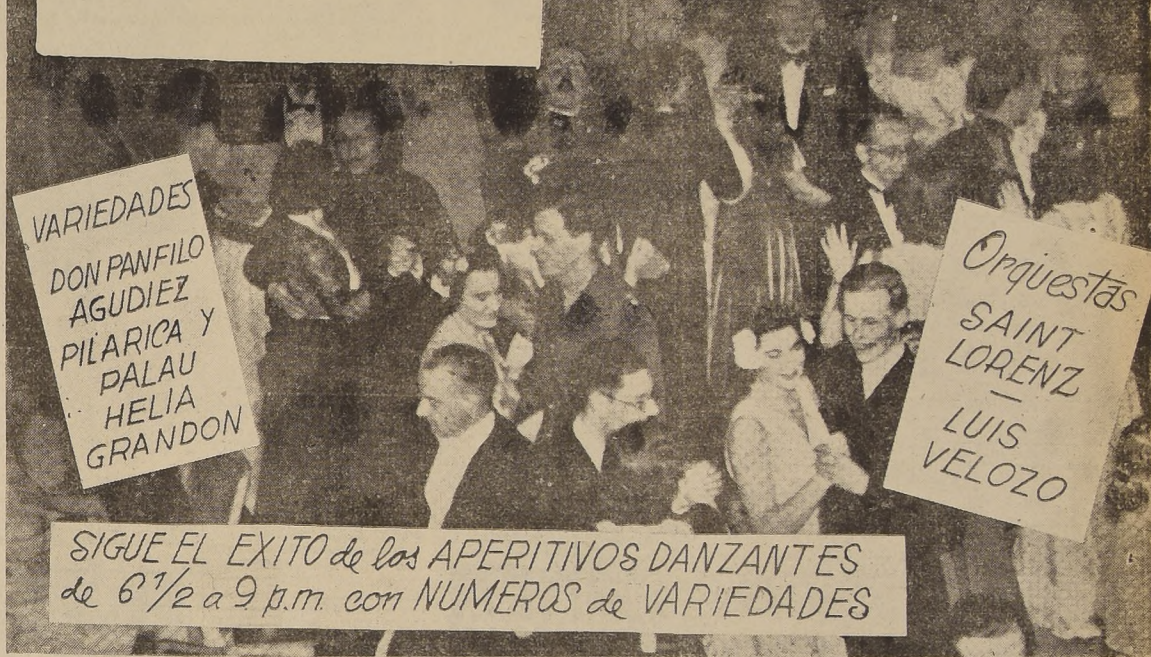 VARIEDADES
DON PANFILO
AGUDIEZ
PILARICA Y
PALAU
HELIA
GRANDON
Orquestas
SAINT
LORENZ
—
LUIS
VELOZO
SIGUE EL EXITO de los APERITIVOS DANZANTES
de 6 1/2 a 9 p.m. con NUMEROS de VARIEDADES